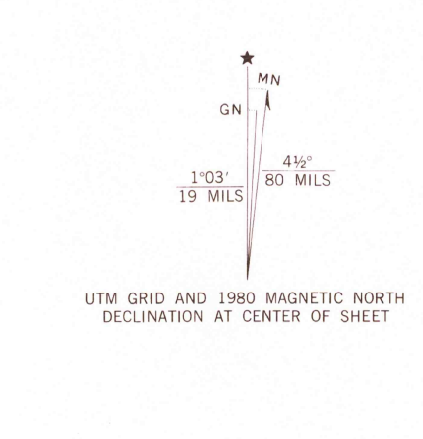 ★
MN
GN
4½°
80 MILS
1°03′
19 MILS
UTM GRID AND 1980 MAGNETIC NORTH
DECLINATION AT CENTER OF SHEET